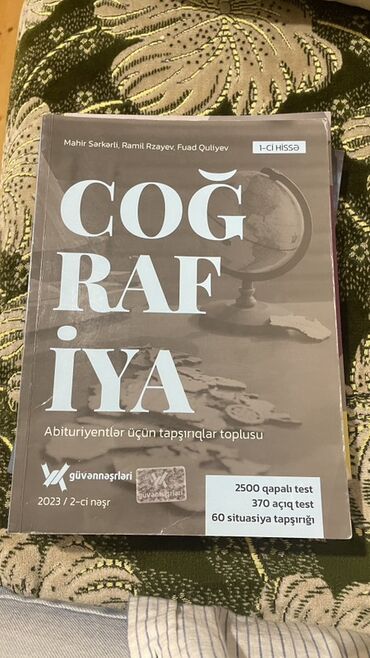 Mahir Sərkərli, Ramil Rzayev, Fuad Quliyev
1-Cİ HİSSƏ
COĞ
RAF
İYA
Abituriyentlər üçün tapşırıqlar toplusu
güvənnəşrləri
güvənnəşrləri
2023 / 2-ci nəşr
2500 qapalı test
370 açıq test
60 situasiya tapşırığı